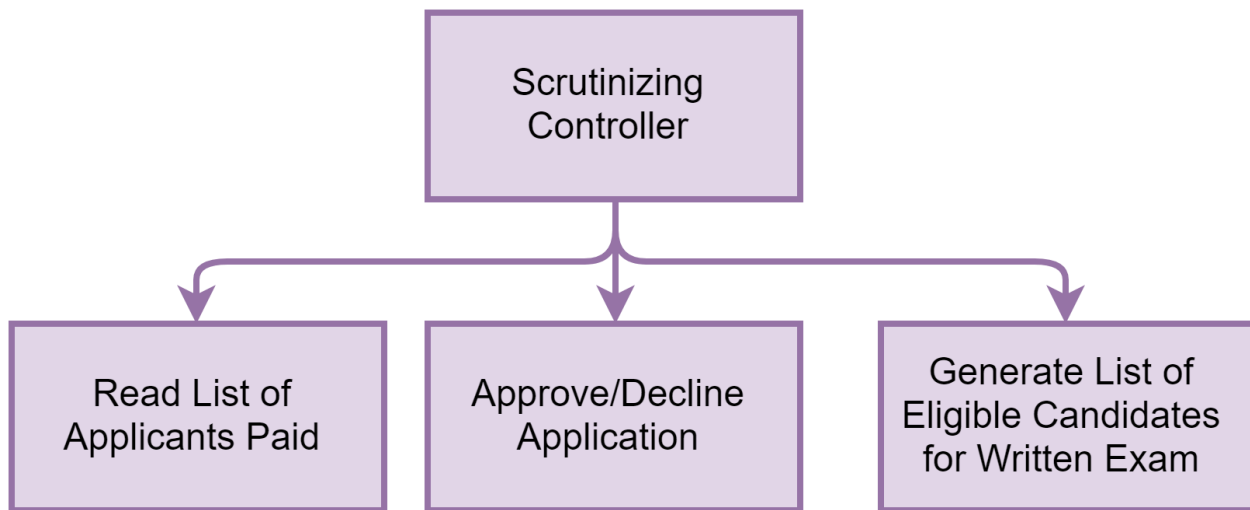 Scrutinizing
Controller
Read List of
Applicants Paid
Approve/Decline
Application
Generate List of
Eligible Candidates
for Written Exam